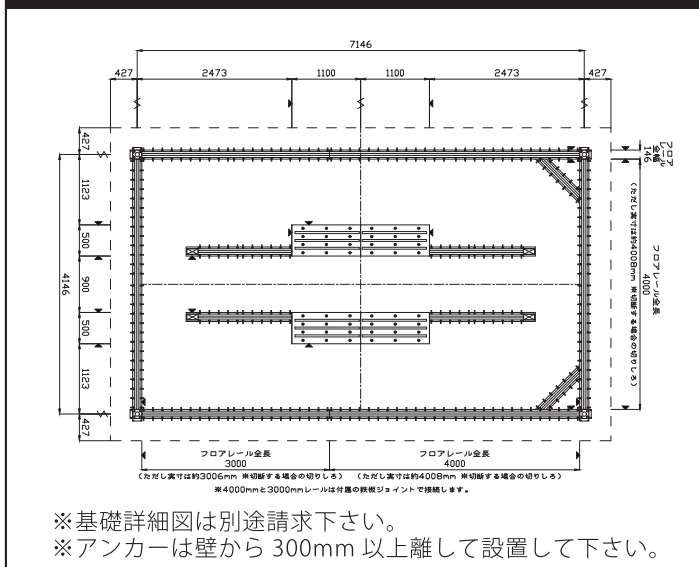 7146
427
2473
1100
1100
2473
427
427
1123
500
900
500
1123
427
4146
フロア
レール
全幅
146
フロアレール全長
4000
(ただし実寸は約4008mm ※切断する場合の切りしろ)
フロアレール全長
3000
(ただし実寸は約3006mm ※切断する場合の切りしろ)
フロアレール全長
4000
(ただし実寸は約4008mm ※切断する場合の切りしろ)
※4000mmと3000mmレールは付属の鉄板ジョイントで接続します。
※基礎詳細図は別途請求下さい。
※アンカーは壁から 300mm 以上離して設置して下さい。